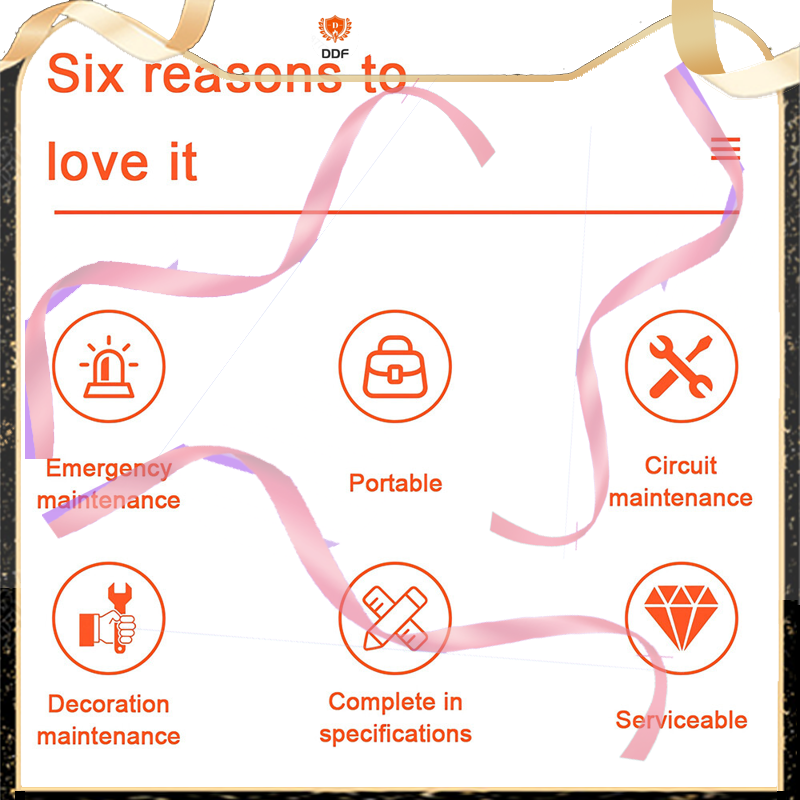 DDF
Six reasons to
love it
Emergency
maintenance
Portable
Circuit
maintenance
Decoration
maintenance
Complete in
specifications
Serviceable